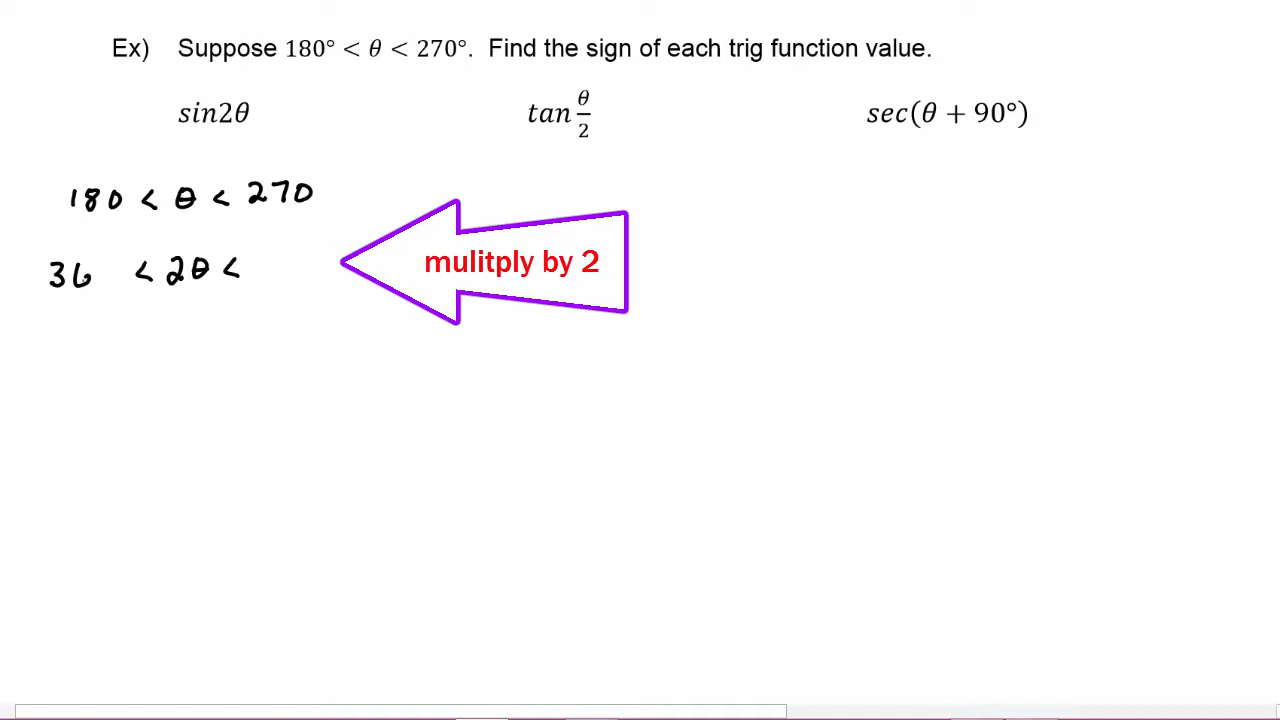 Ex) Suppose 180° < θ < 270°. Find the sign of each trig function value.
sin2θ tan θ/2 sec(θ + 90°)
180 < θ < 270
36 < 2θ <
mulitply by 2